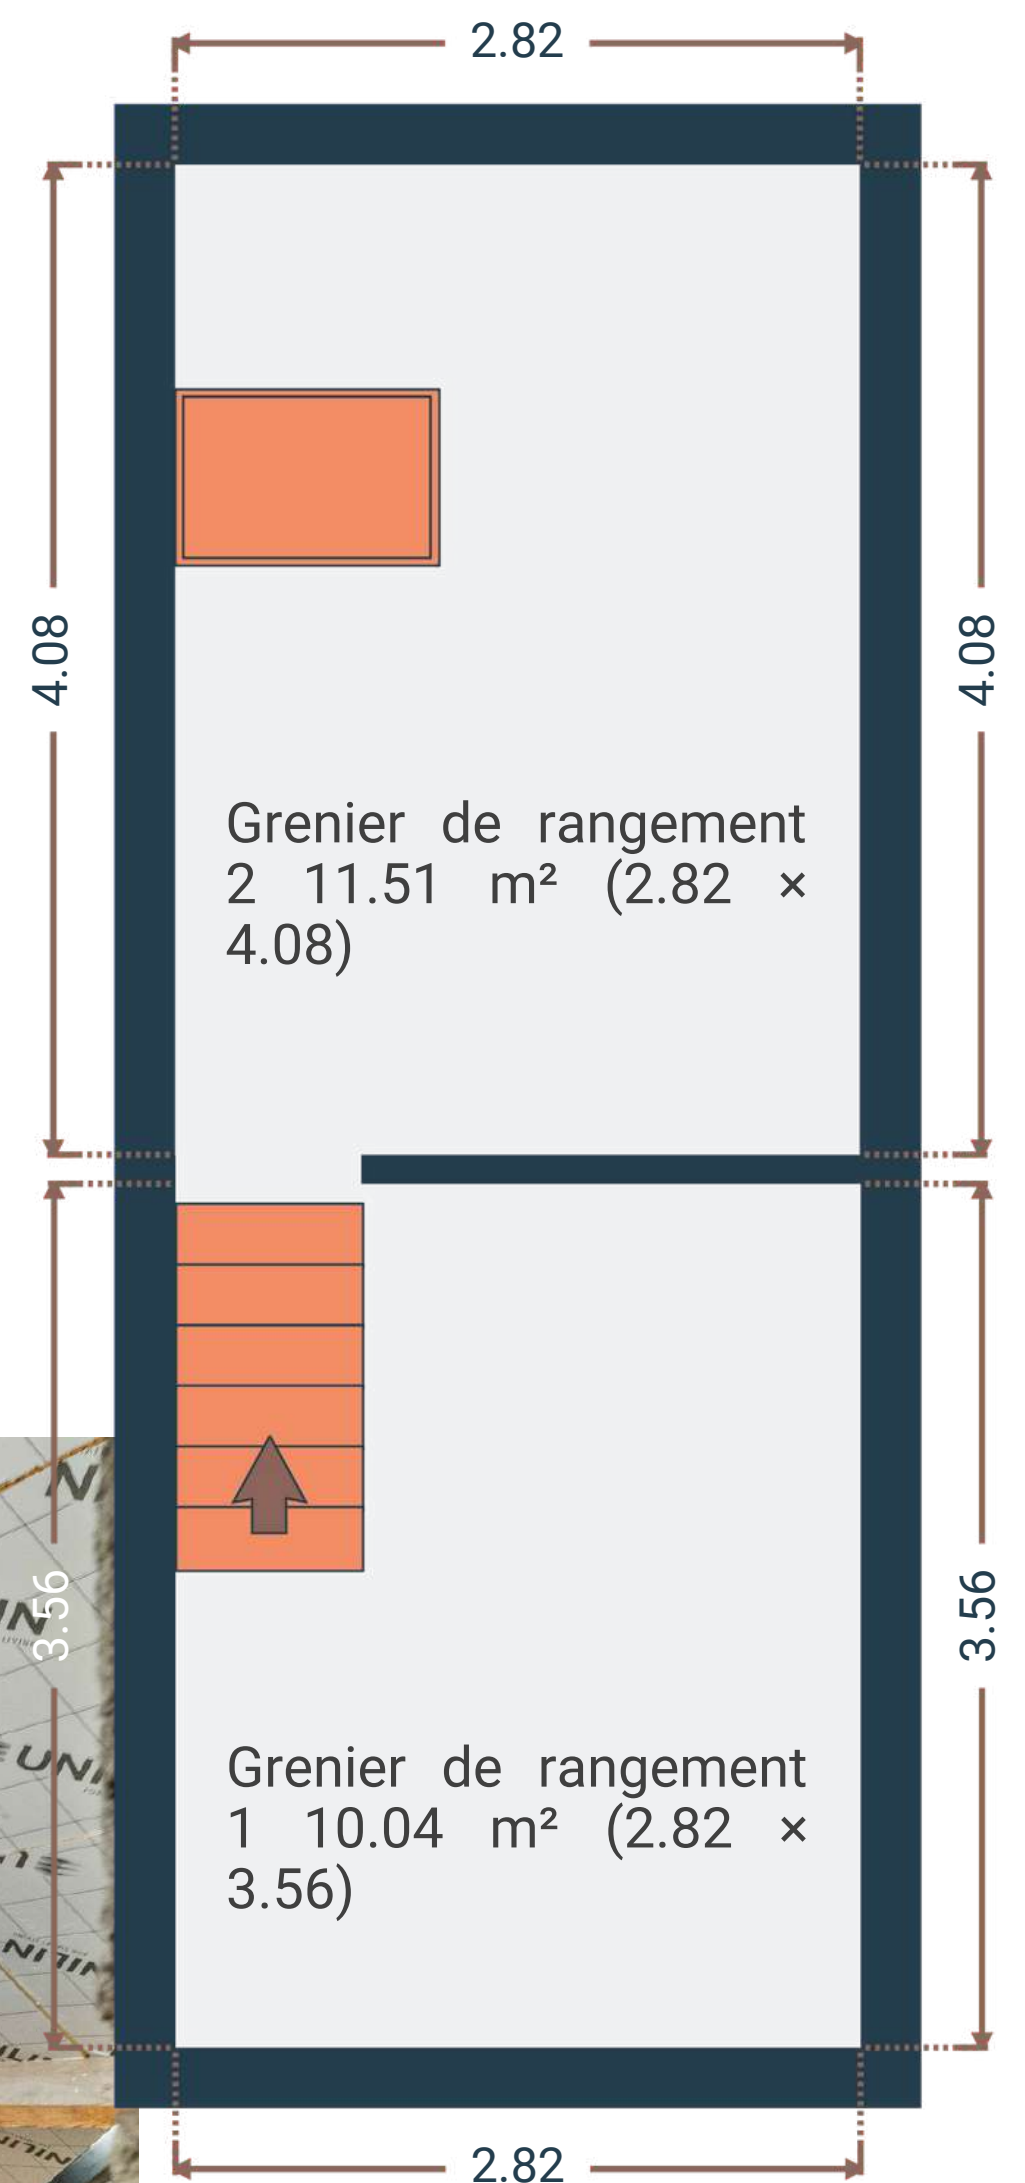 2.82
4.08
4.08
Grenier de rangement
2 11.51 m² (2.82 ×
4.08)
3.56
3.56
Grenier de rangement
1 10.04 m² (2.82 ×
3.56)
2.82